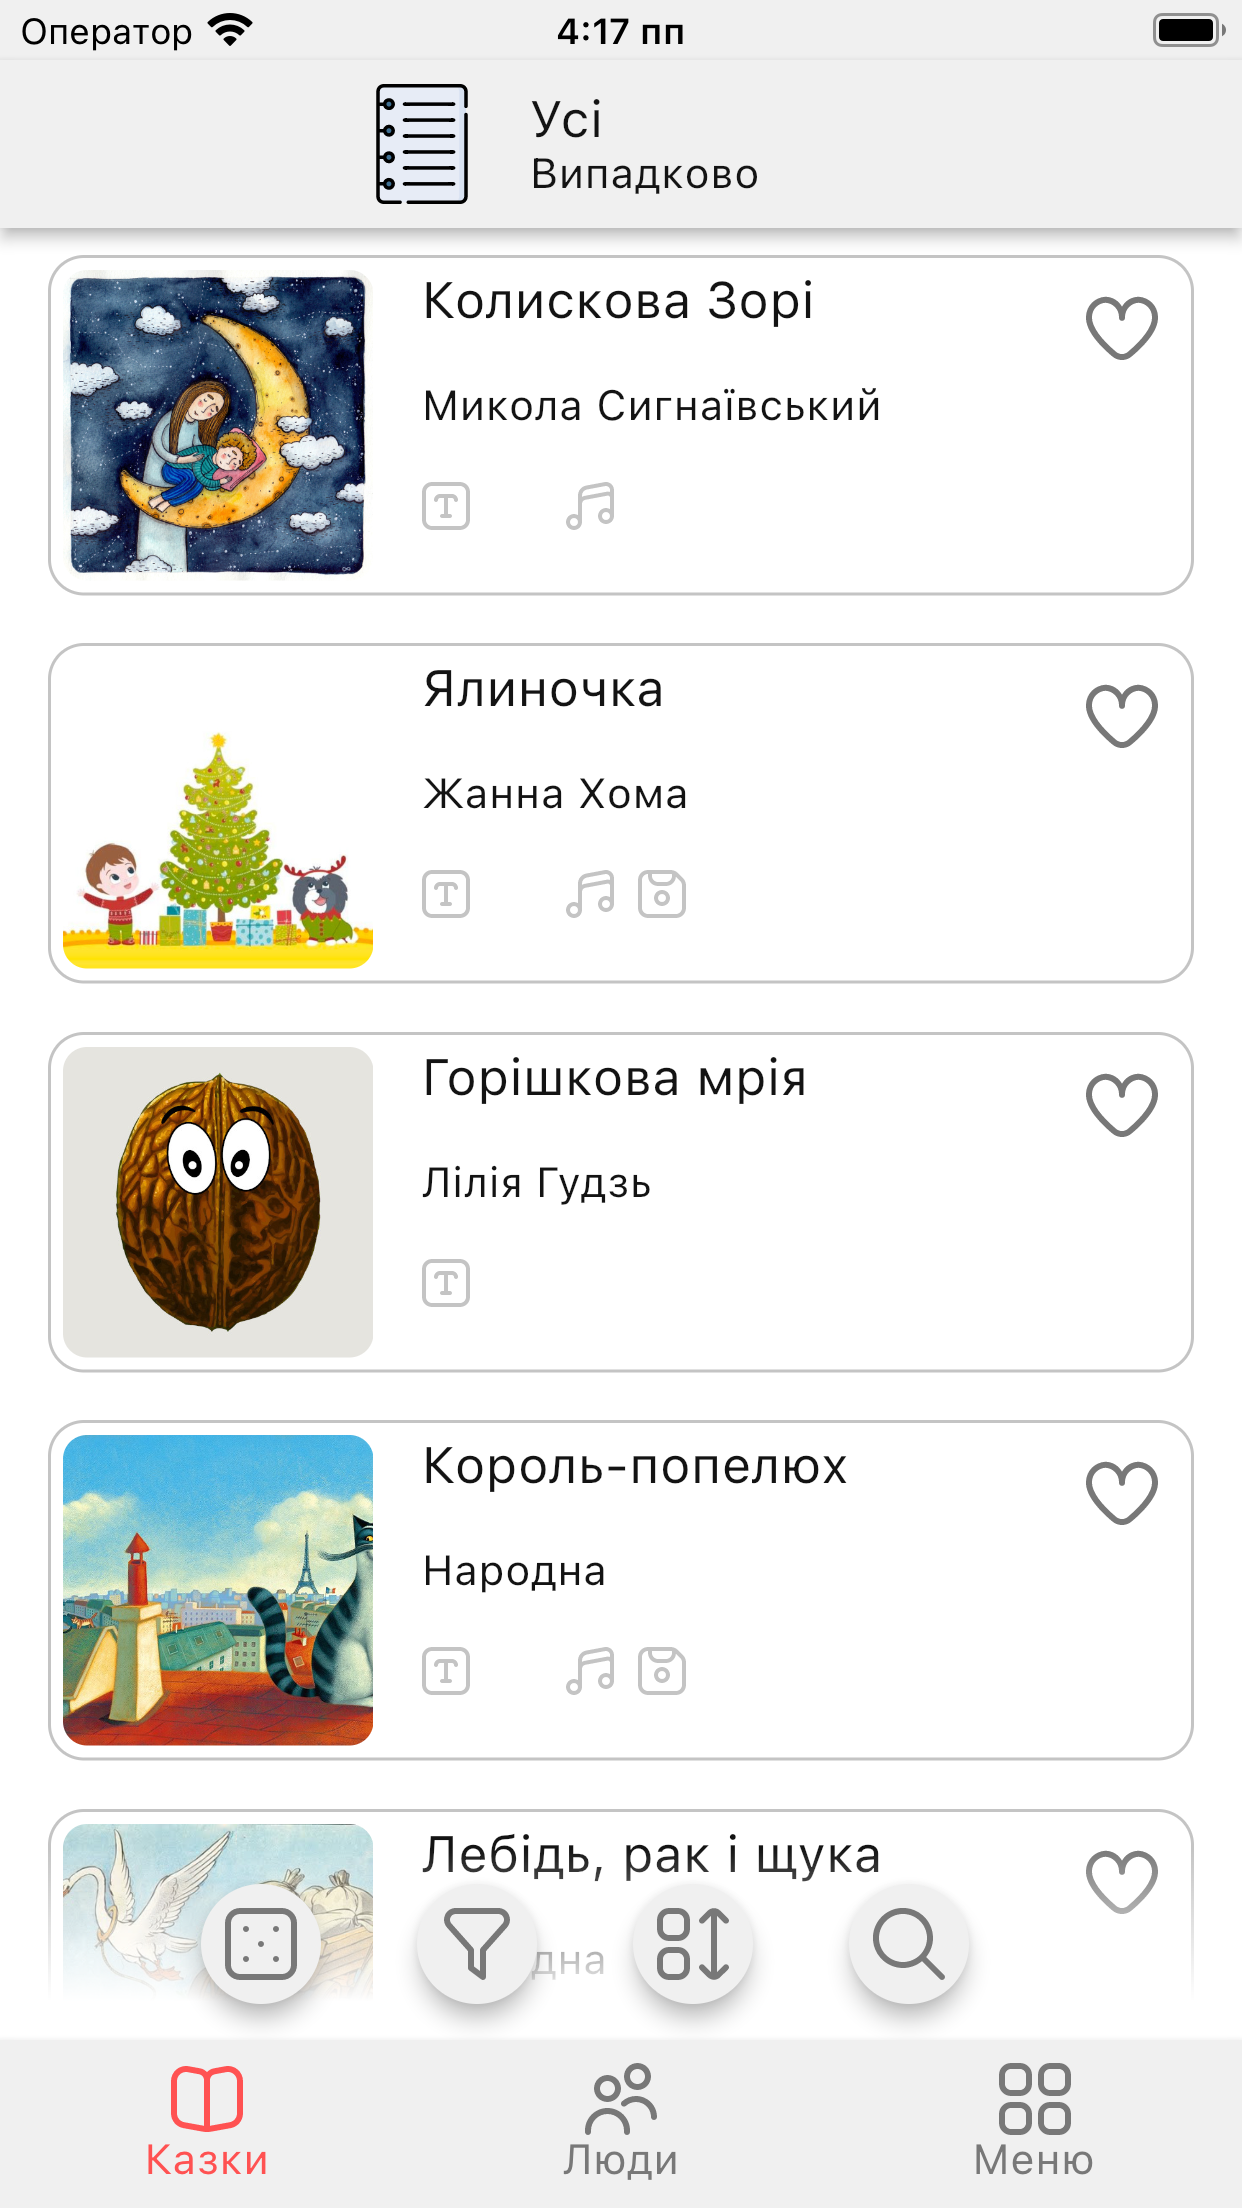 Оператор 4:17 пп
Усі
Випадково
Колискова Зорі
Микола Сигнаївський
Ялиночка
Жанна Хома
Горішкова мрія
Лілія Гудзь
Король-попелюх
Народна
Лебідь, рак і щука
дна
Казки
Люди
Меню